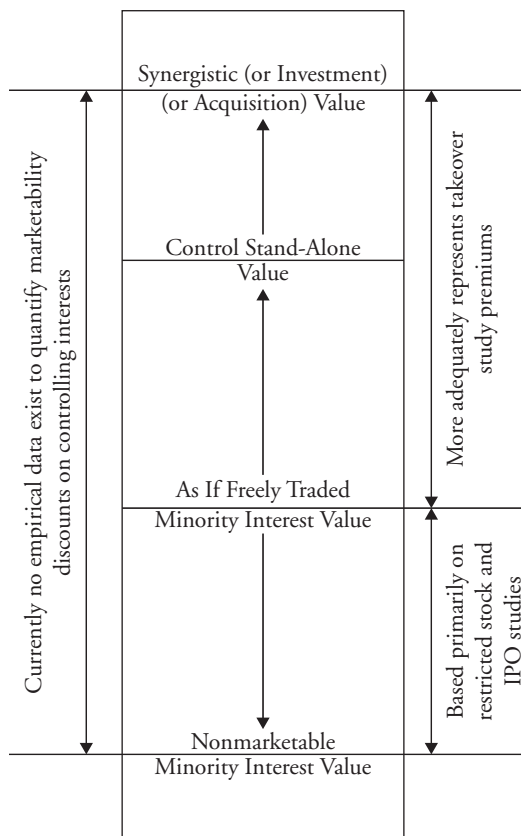 Synergistic (or Investment)
(or Acquisition) Value
Control Stand-Alone
Value
As If Freely Traded
Minority Interest Value
Nonmarketable
Minority Interest Value
Currently no empirical data exist to quantify marketability
discounts on controlling interests
More adequately represents takeover
study premiums
Based primarily on
restricted stock and
IPO studies